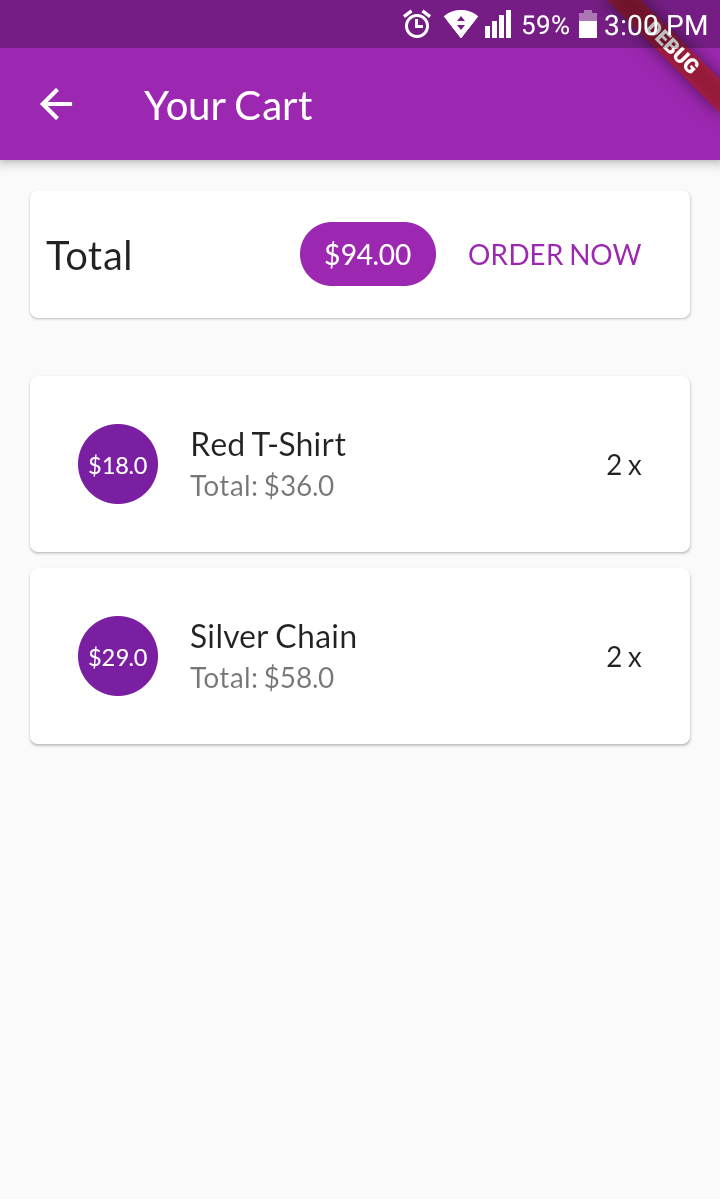 59% 3:00 PM
DEBUG
Your Cart
Total $94.00 ORDER NOW
$18.0 Red T-Shirt 2 x
Total: $36.0
$29.0 Silver Chain 2 x
Total: $58.0